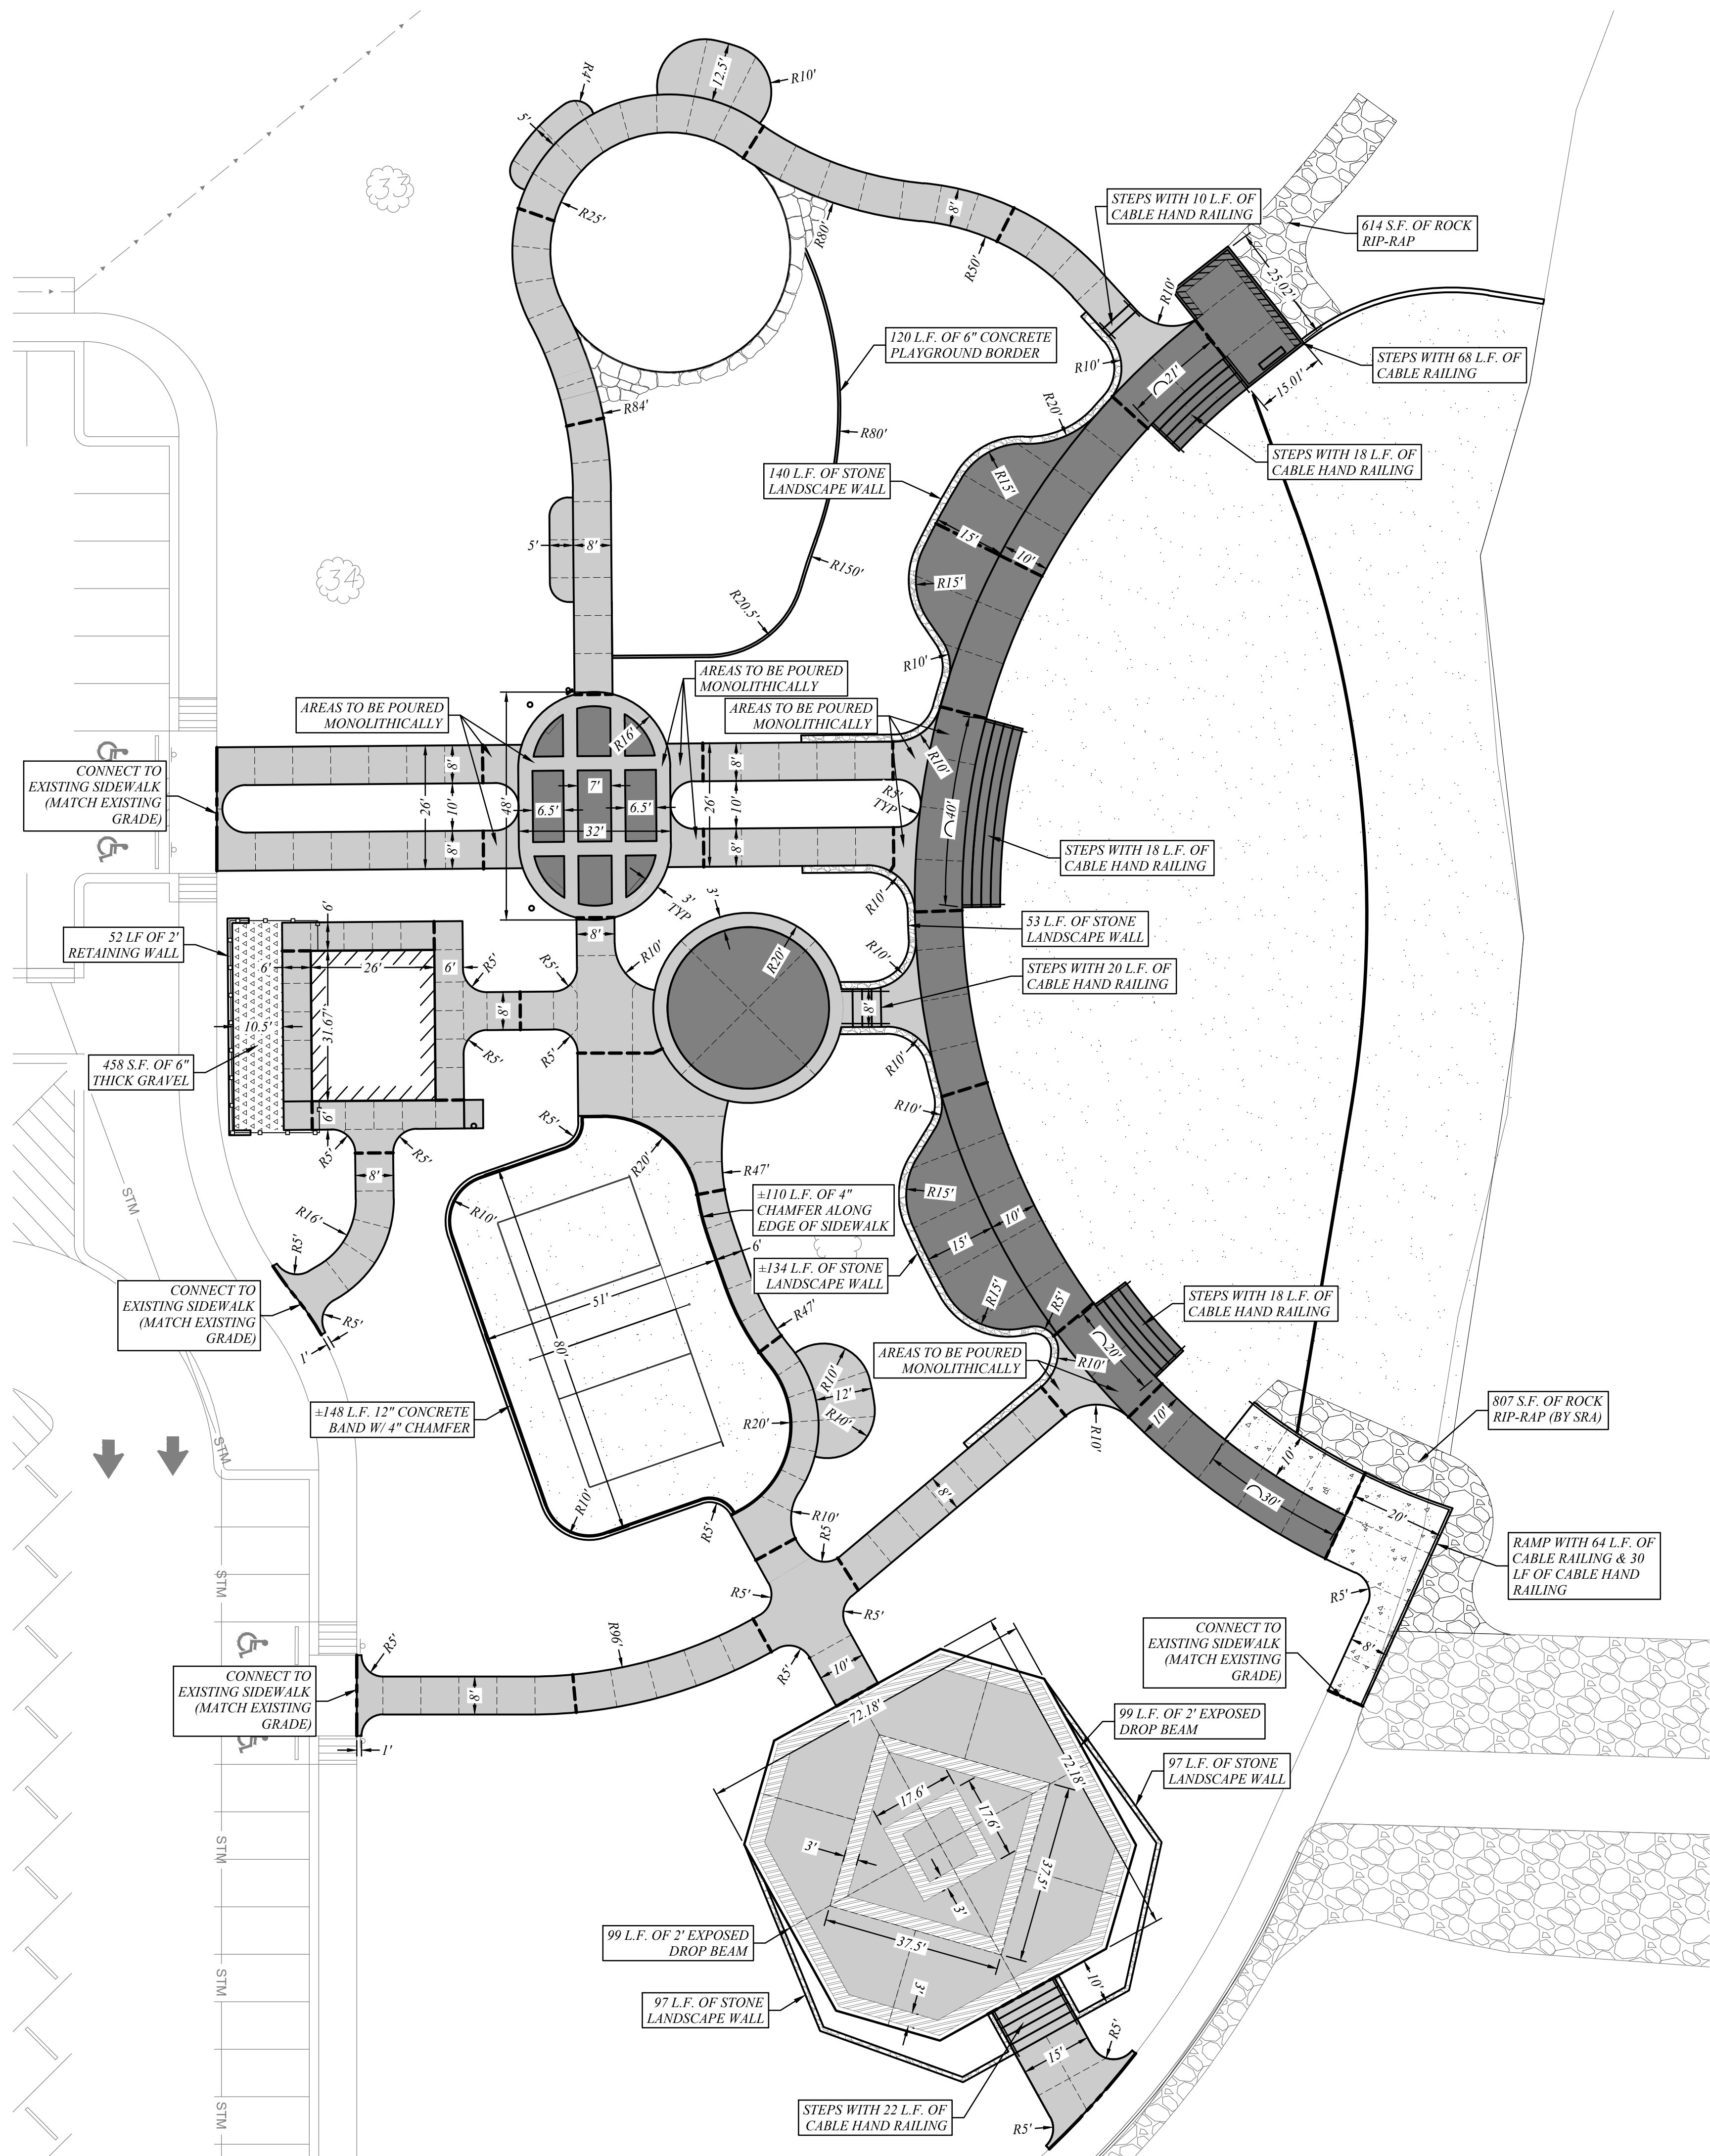 12.5'
R10'
R4'
5'
33
R25'
R80'
8'
R50'
STEPS WITH 10 L.F. OF
CABLE HAND RAILING
614 S.F. OF ROCK
RIP-RAP
25.02'
R10'
120 L.F. OF 6" CONCRETE
PLAYGROUND BORDER
R10'
21'
STEPS WITH 68 L.F. OF
CABLE RAILING
15.01'
R84'
R20'
R80'
STEPS WITH 18 L.F. OF
CABLE HAND RAILING
140 L.F. OF STONE
LANDSCAPE WALL
R15'
5'
8'
15'
10'
R150'
34
R15'
R20.5'
R10'
AREAS TO BE POURED
MONOLITHICALLY
AREAS TO BE POURED
MONOLITHICALLY
AREAS TO BE POURED
MONOLITHICALLY
R16'
R10'
CONNECT TO
EXISTING SIDEWALK
(MATCH EXISTING
GRADE)
8'
26'
10'
8'
48'
7'
6.5'
6.5'
32'
8'
26'
10'
8'
R5'
TYP
40'
STEPS WITH 18 L.F. OF
CABLE HAND RAILING
3'
TYP
3'
R10'
53 L.F. OF STONE
LANDSCAPE WALL
52 LF OF 2'
RETAINING WALL
6'
8'
R10'
R20'
R10'
STEPS WITH 20 L.F. OF
CABLE HAND RAILING
6'
26'
6'
R5'
R5'
8'
8'
10.5'
31.67'
R5'
R5'
R10'
458 S.F. OF 6"
THICK GRAVEL
6'
R5'
R5'
R5'
R10'
8'
R20'
R47'
STM
R16'
R10'
±110 L.F. OF 4"
CHAMFER ALONG
EDGE OF SIDEWALK
R15'
10'
15'
6'
R5'
±134 L.F. OF STONE
LANDSCAPE WALL
CONNECT TO
EXISTING SIDEWALK
(MATCH EXISTING
GRADE)
R5'
1'
51'
80'
R47'
R15'
R5'
STEPS WITH 18 L.F. OF
CABLE HAND RAILING
20'
AREAS TO BE POURED
MONOLITHICALLY
R10'
R10'
12'
R10'
±148 L.F. 12" CONCRETE
BAND W/ 4" CHAMFER
R20'
R10'
10'
807 S.F. OF ROCK
RIP-RAP (BY SRA)
STM
10'
30'
20'
8'
R10'
R5'
R10'
R5'
RAMP WITH 64 L.F. OF
CABLE RAILING & 30
LF OF CABLE HAND
RAILING
STM
R5'
R5'
R5'
8'
R96'
R5'
R5'
10'
CONNECT TO
EXISTING SIDEWALK
(MATCH EXISTING
GRADE)
CONNECT TO
EXISTING SIDEWALK
(MATCH EXISTING
GRADE)
8'
1'
72.18'
72.18'
99 L.F. OF 2' EXPOSED
DROP BEAM
97 L.F. OF STONE
LANDSCAPE WALL
17.6'
17.6'
3'
37.5'
3'
STM
99 L.F. OF 2' EXPOSED
DROP BEAM
37.5'
3'
10'
STM
97 L.F. OF STONE
LANDSCAPE WALL
R5'
15'
STEPS WITH 22 L.F. OF
CABLE HAND RAILING
R5'
STM